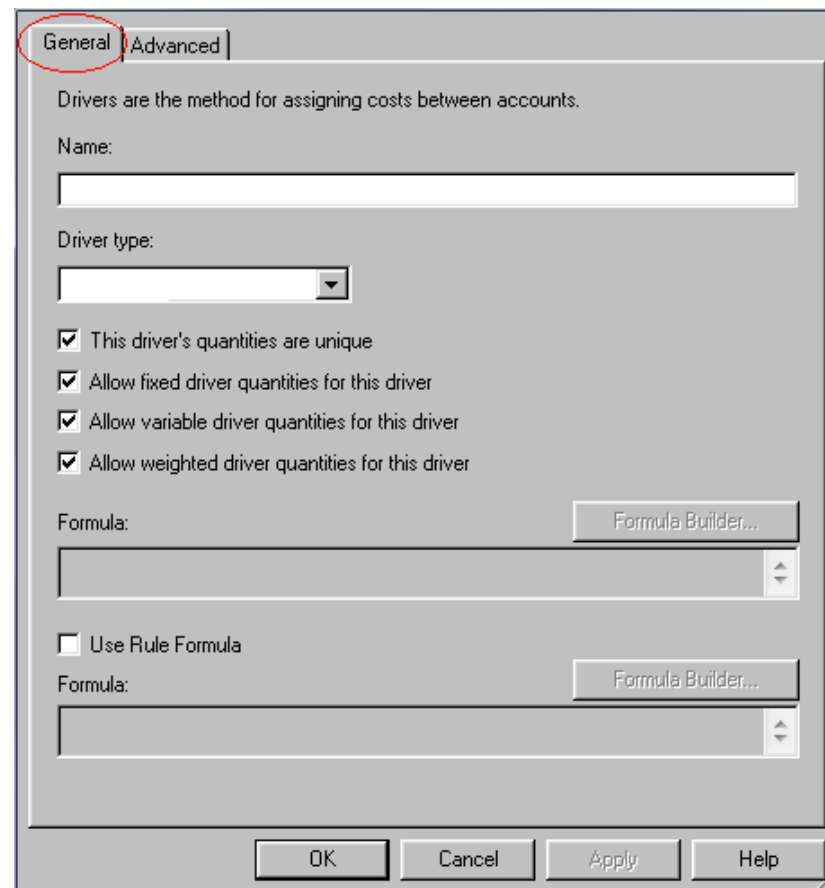 General
Advanced
Drivers are the method for assigning costs between accounts.
Name:
Driver type:
This driver's quantities are unique
Allow fixed driver quantities for this driver
Allow variable driver quantities for this driver
Allow weighted driver quantities for this driver
Formula:
Formula Builder...
Use Rule Formula
Formula:
Formula Builder...
OK
Cancel
Apply
Help